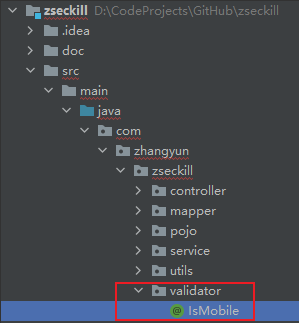 zseckill D:\CodeProjects\GitHub\zseckill
.idea
doc
src
main
java
com
zhangyun
zseckill
controller
mapper
pojo
service
utils
validator
@ IsMobile